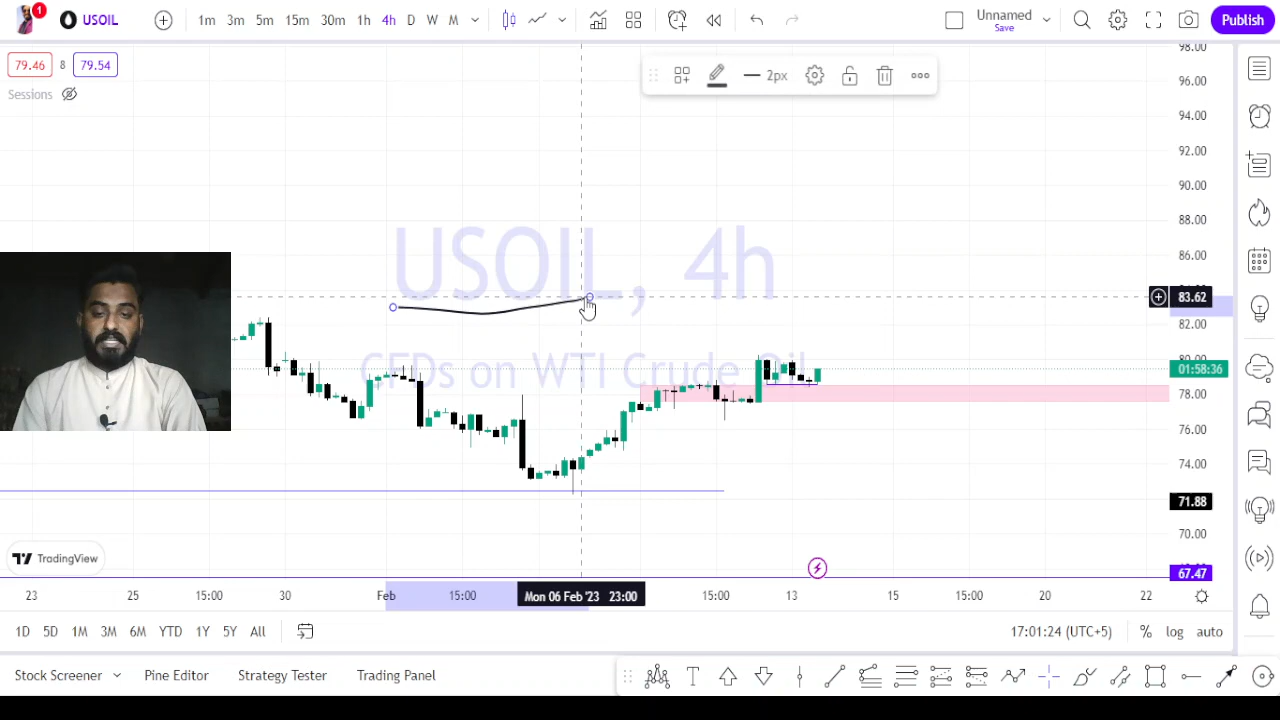 1
USOIL
1m 3m 5m 15m 30m 1h 4h D W M
Unnamed
Save
Publish
79.46 8 79.54
Sessions
2px
USOIL, 4h
CFDs on WTI Crude Oil
98.00
96.00
94.00
92.00
90.00
88.00
86.00
83.62
82.00
80.00
01:58:36
78.00
76.00
74.00
71.88
70.00
67.47
TradingView
23 25 15:00 30 Feb 15:00 Mon 06 Feb '23 23:00 15:00 13 15 15:00 20 22
1D 5D 1M 3M 6M YTD 1Y 5Y All
17:01:24 (UTC+5) % log auto
Stock Screener Pine Editor Strategy Tester Trading Panel